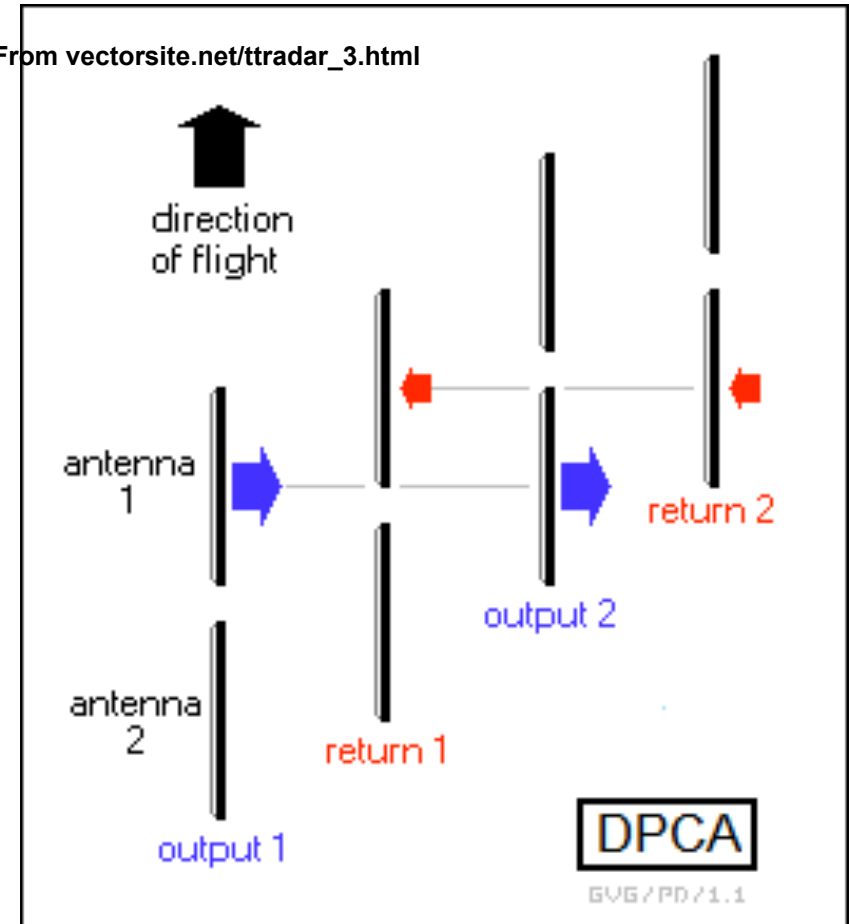 From vectorsite.net/ttradar_3.html
direction
of flight
antenna
1
return 2
output 2
antenna
2
return 1
output 1
DPCA
GVG/PD/1.1